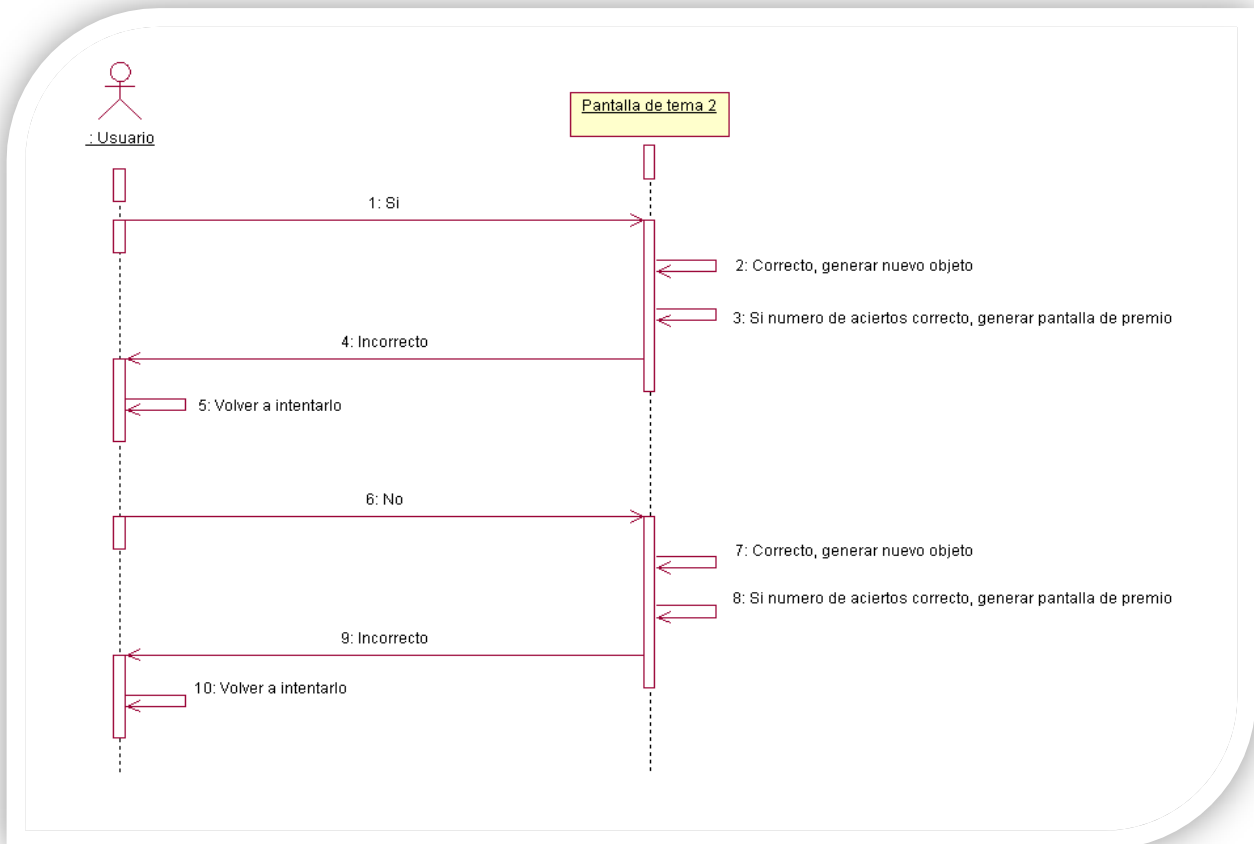 : Usuario
Pantalla de tema 2
1: Si
2: Correcto, generar nuevo objeto
3: Si numero de aciertos correcto, generar pantalla de premio
4: Incorrecto
5: Volver a intentarlo
6: No
7: Correcto, generar nuevo objeto
8: Si numero de aciertos correcto, generar pantalla de premio
9: Incorrecto
10: Volver a intentarlo